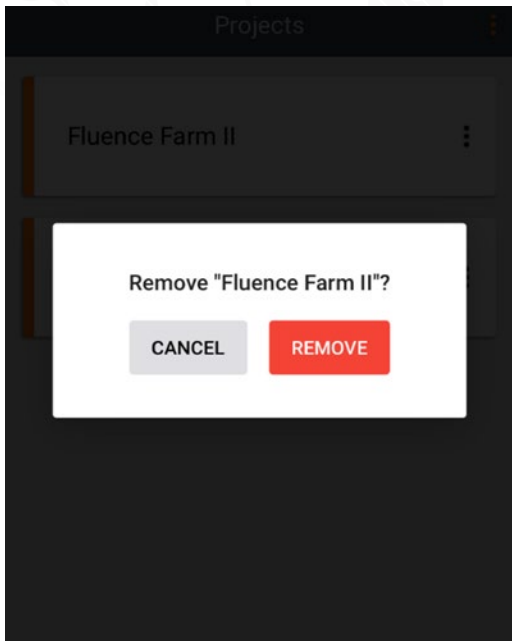 Projects
Fluence Farm II
Remove "Fluence Farm II"?
CANCEL REMOVE